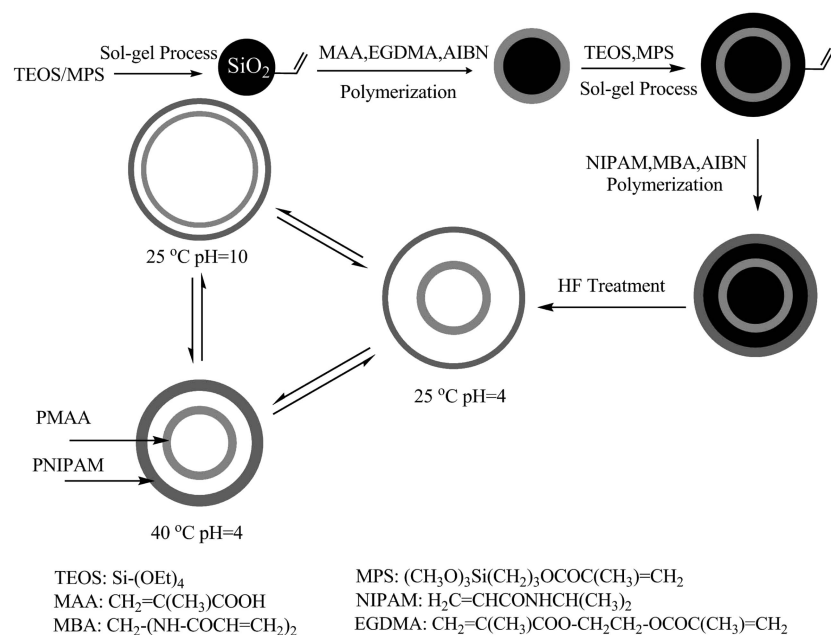 Sol-gel Process
TEOS/MPS
SiO₂
MAA,EGDMA,AIBN
Polymerization
TEOS,MPS
Sol-gel Process
NIPAM,MBA,AIBN
Polymerization
25 °C pH=10
HF Treatment
25 °C pH=4
PMAA
PNIPAM
40 °C pH=4
TEOS: Si-(OEt)₄
MPS: (CH₃O)₃Si(CH₂)₃OCOC(CH₃)=CH₂
MAA: CH₂=C(CH₃)COOH
NIPAM: H₂C=CHCONHCH(CH₃)₂
MBA: CH₂-(NH-COCH=CH₂)₂
EGDMA: CH₂=C(CH₃)COO-CH₂CH₂-OCOC(CH₃)=CH₂